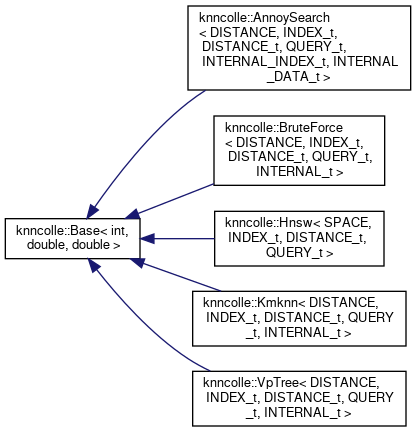 knncolle::AnnoySearch
< DISTANCE, INDEX_t,
DISTANCE_t, QUERY_t,
INTERNAL_INDEX_t, INTERNAL
_DATA_t >
knncolle::BruteForce
< DISTANCE, INDEX_t,
DISTANCE_t, QUERY_t,
INTERNAL_t >
knncolle::Base< int,
double, double >
knncolle::Hnsw< SPACE,
INDEX_t, DISTANCE_t,
QUERY_t >
knncolle::Kmknn< DISTANCE,
INDEX_t, DISTANCE_t, QUERY
_t, INTERNAL_t >
knncolle::VpTree< DISTANCE,
INDEX_t, DISTANCE_t, QUERY
_t, INTERNAL_t >